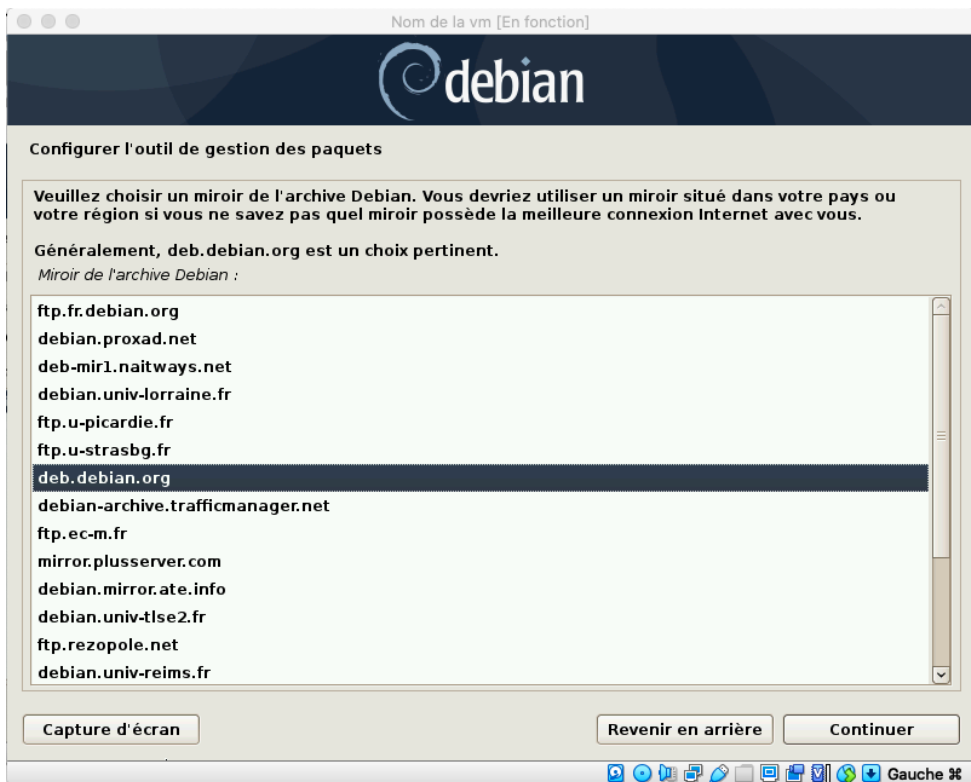 Nom de la vm [En fonction]
debian
Configurer l'outil de gestion des paquets
Veuillez choisir un miroir de l'archive Debian. Vous devriez utiliser un miroir situé dans votre pays ou
votre région si vous ne savez pas quel miroir possède la meilleure connexion Internet avec vous.
Généralement, deb.debian.org est un choix pertinent.
Miroir de l'archive Debian :
ftp.fr.debian.org
debian.proxad.net
deb-mir1.naitways.net
debian.univ-lorraine.fr
ftp.u-picardie.fr
ftp.u-strasbg.fr
deb.debian.org
debian-archive.trafficmanager.net
ftp.ec-m.fr
mirror.plusserver.com
debian.mirror.ate.info
debian.univ-tlse2.fr
ftp.rezopole.net
debian.univ-reims.fr
Capture d'écran
Revenir en arrière
Continuer
Gauche ⌘